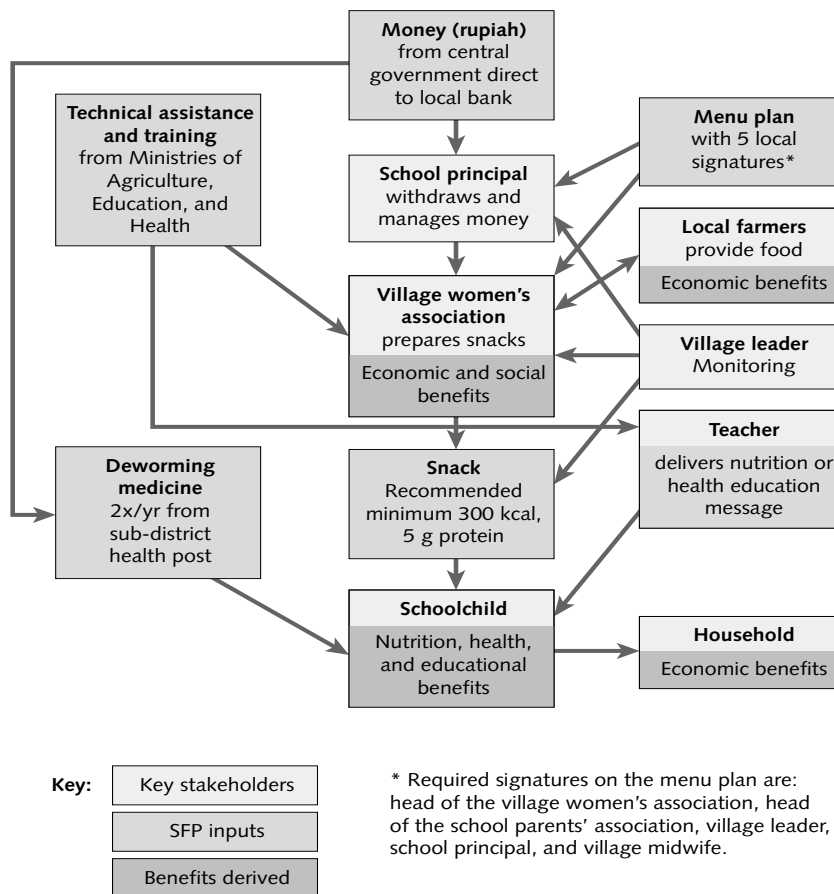 Money (rupiah)
from central
government direct
to local bank
Technical assistance
and training
from Ministries of
Agriculture,
Education, and
Health
Menu plan
with 5 local
signatures*
School principal
withdraws and
manages money
Local farmers
provide food
Economic benefits
Village women's
association
prepares snacks
Economic and social
benefits
Village leader
Monitoring
Teacher
delivers nutrition or
health education
message
Deworming
medicine
2x/yr from
sub-district
health post
Snack
Recommended
minimum 300 kcal,
5 g protein
Schoolchild
Nutrition, health,
and educational
benefits
Household
Economic benefits
Key:
Key stakeholders
SFP inputs
Benefits derived
* Required signatures on the menu plan are:
head of the village women's association, head
of the school parents' association, village leader,
school principal, and village midwife.